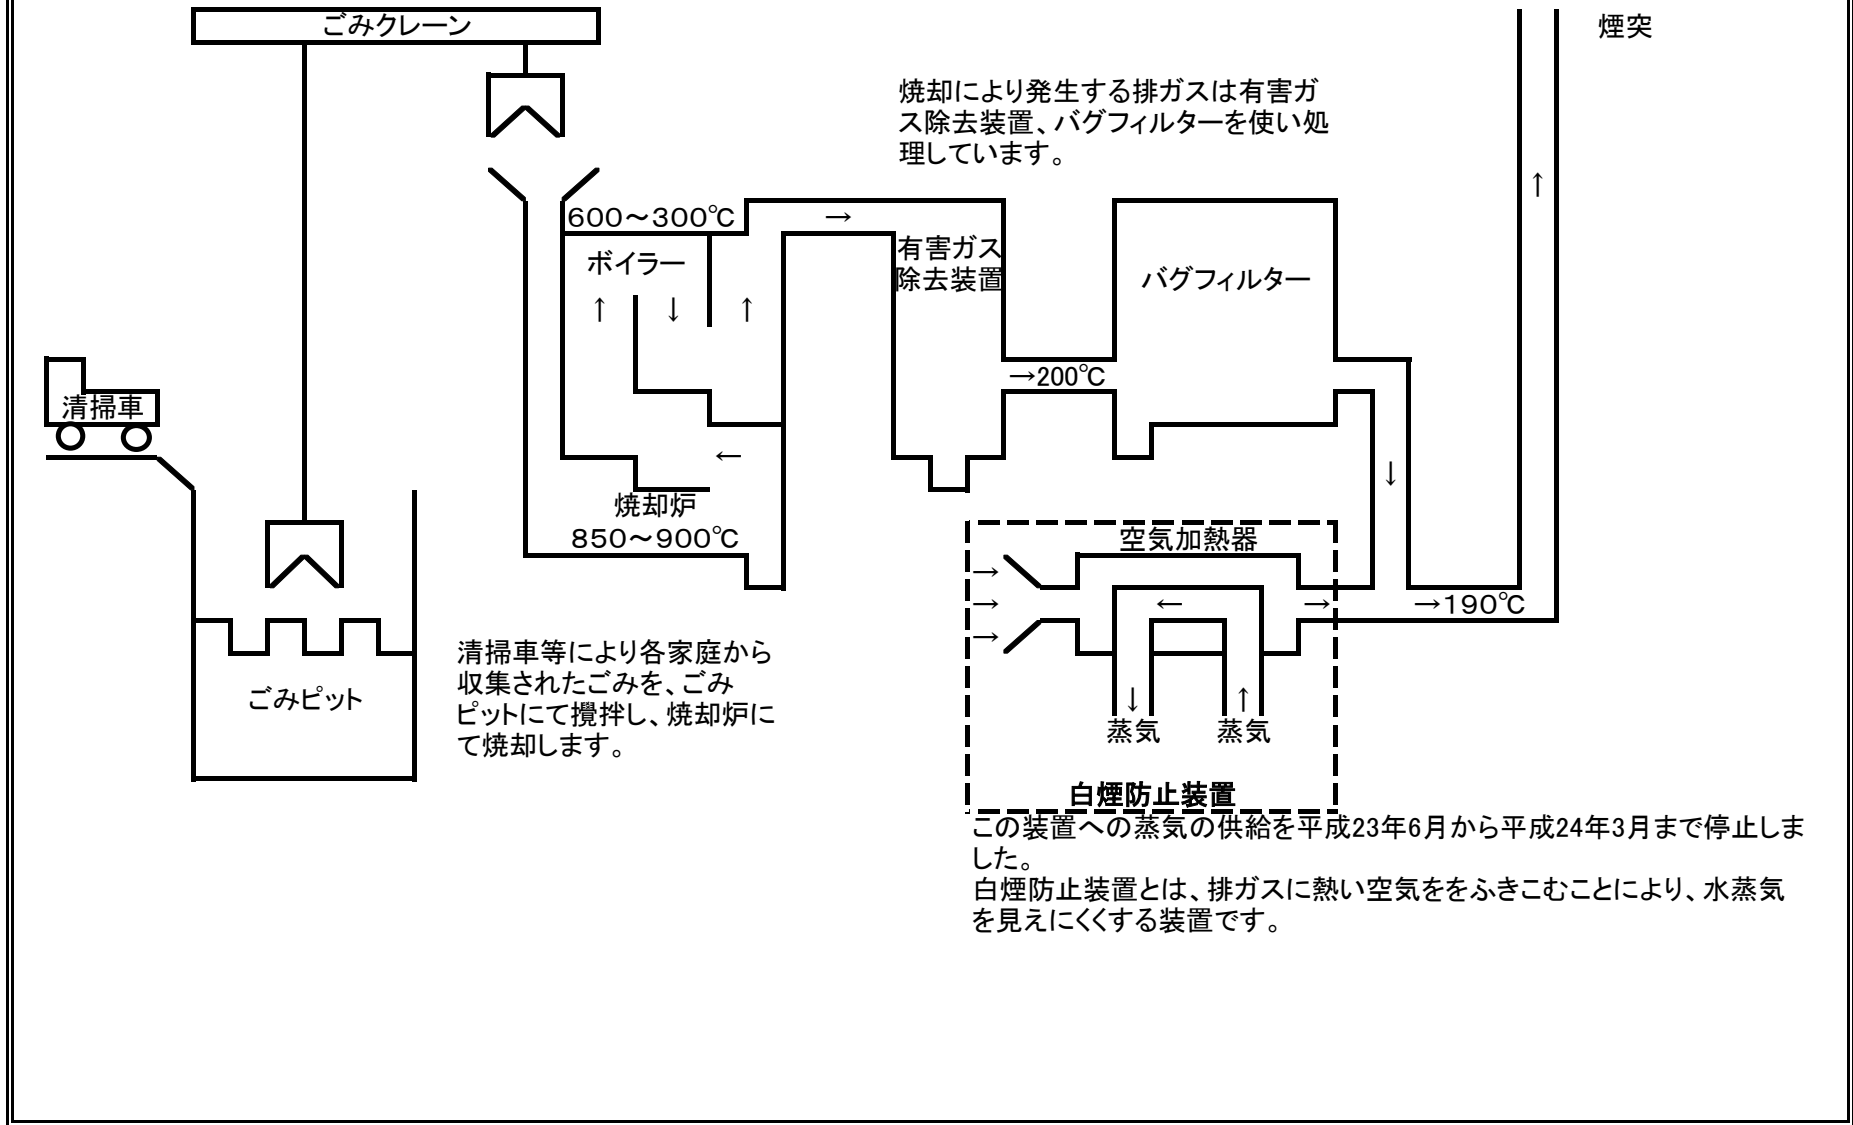 ごみクレーン
煙突
焼却により発生する排ガスは有害ガ
ス除去装置、バグフィルターを使い処
理しています。
↑
600～300℃
→
ボイラー
有害ガス
除去装置
バグフィルター
↑ ↓ ↑
→200℃
清掃車
←
↓
焼却炉
850～900℃
空気加熱器
→
→ ← → →190℃
→
清掃車等により各家庭から
収集されたごみを、ごみ
ピットにて攪拌し、焼却炉に
て焼却します。
ごみピット
↓ ↑
蒸気 蒸気
白煙防止装置
この装置への蒸気の供給を平成23年6月から平成24年3月まで停止しま
した。
白煙防止装置とは、排ガスに熱い空気ををふきこむことにより、水蒸気
を見えにくくする装置です。